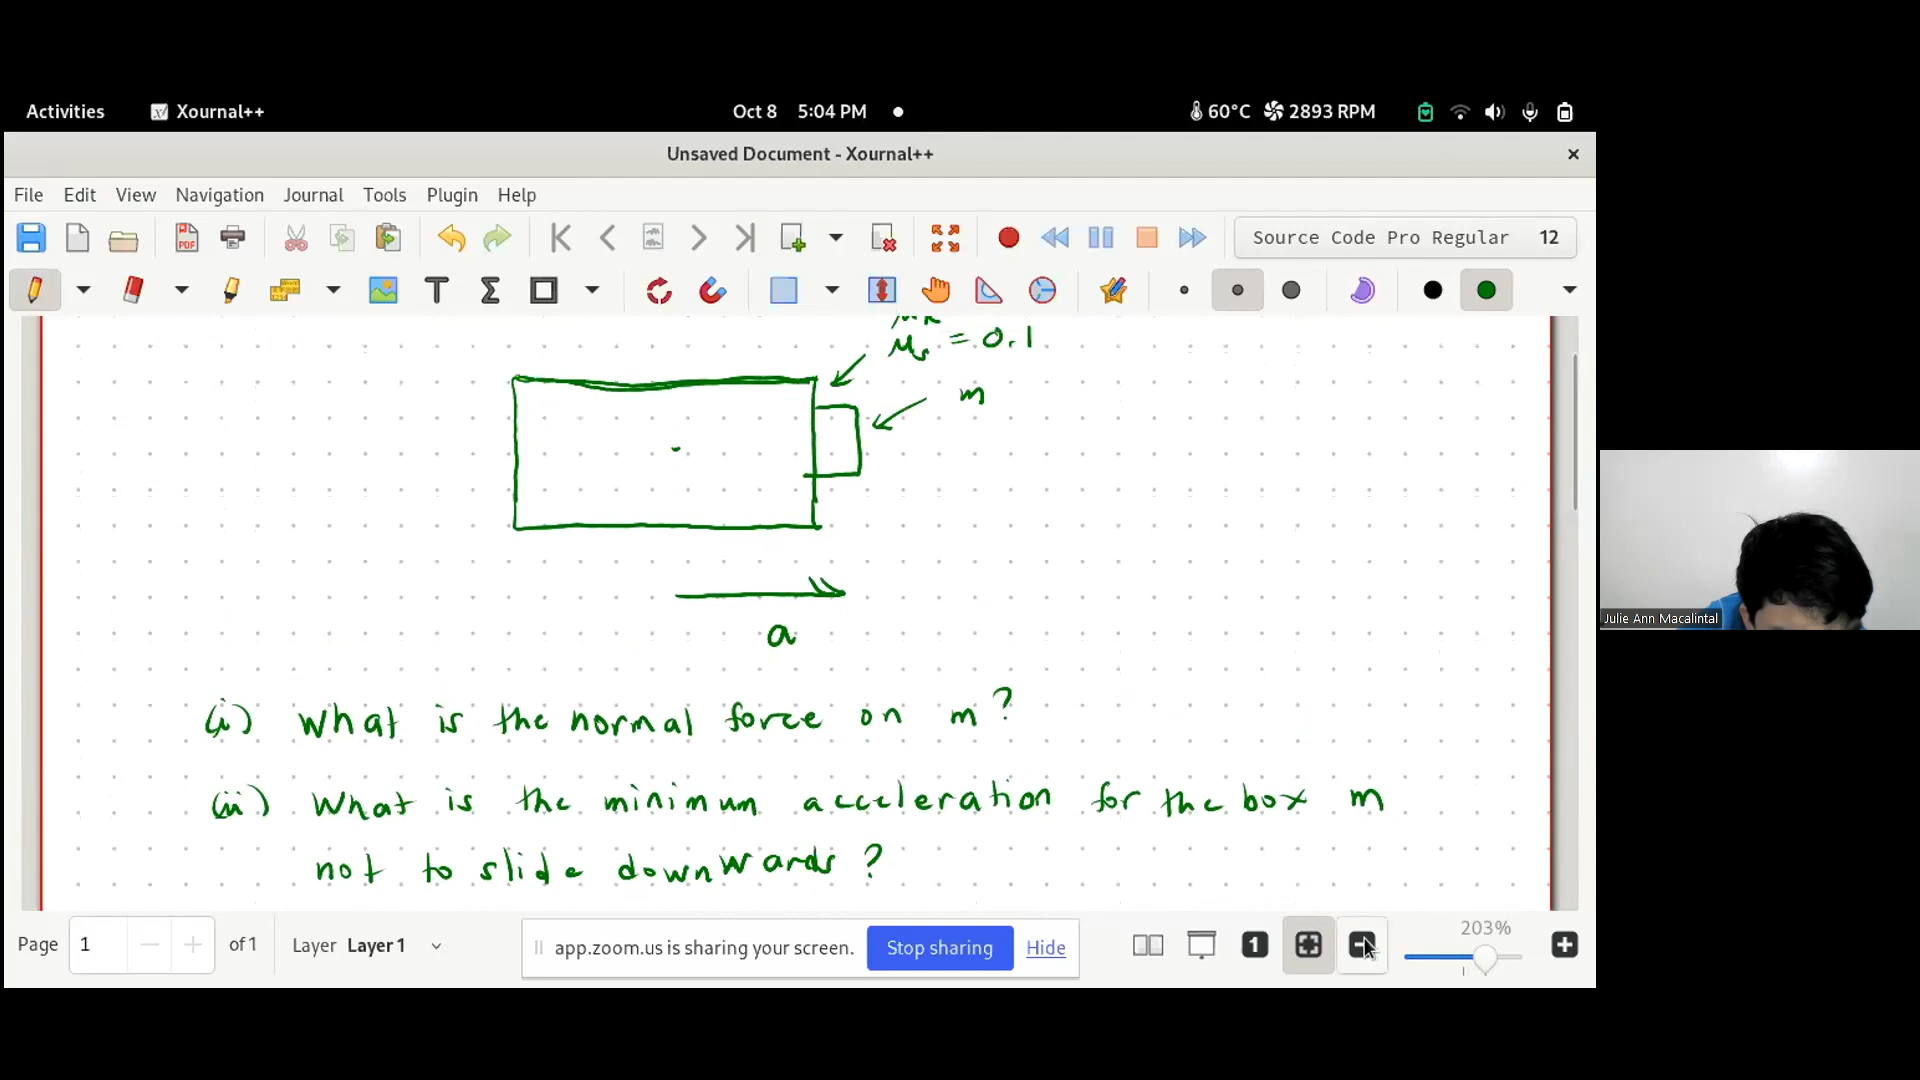 Activities Xournal++ Oct 8 5:04 PM 60°C 2893 RPM
Unsaved Document - Xournal++
File Edit View Navigation Journal Tools Plugin Help
Source Code Pro Regular 12
μs = 0.1
m
a
(i) What is the normal force on m?
(ii) What is the minimum acceleration for the box m
not to slide downwards?
Julie Ann Macalintal
Page 1 of 1 Layer Layer 1 app.zoom.us is sharing your screen. Stop sharing Hide 1 203%